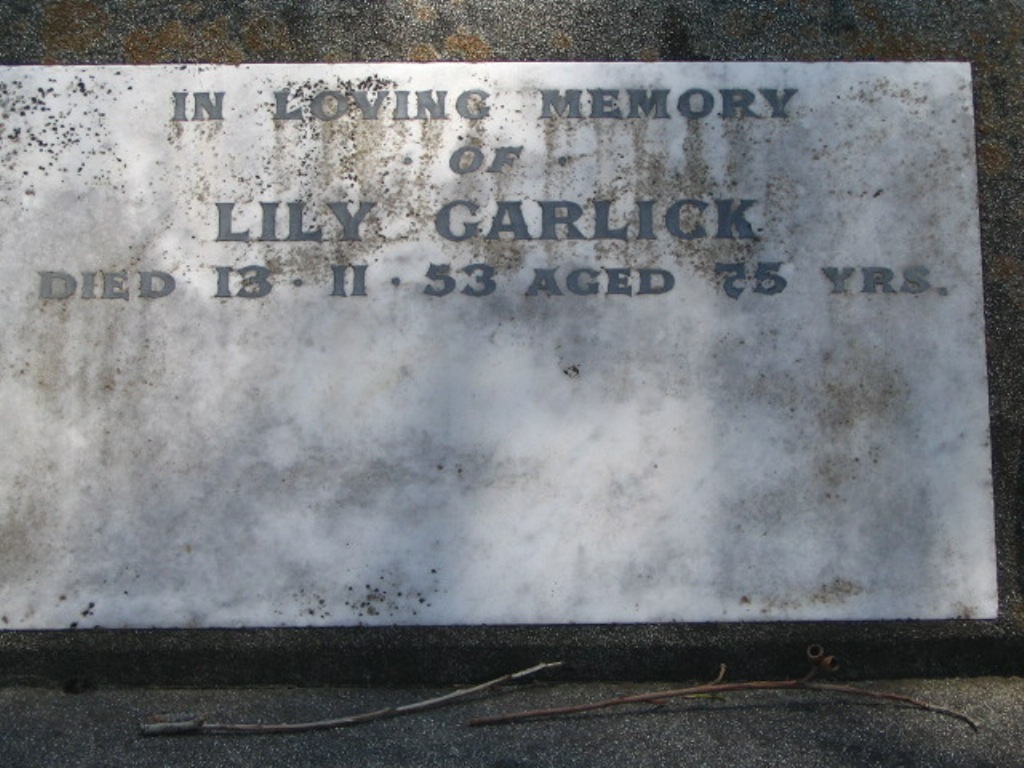 IN LOVING MEMORY
OF
LILY GARLICK
DIED 13 · 11 · 53 AGED 75 YRS.